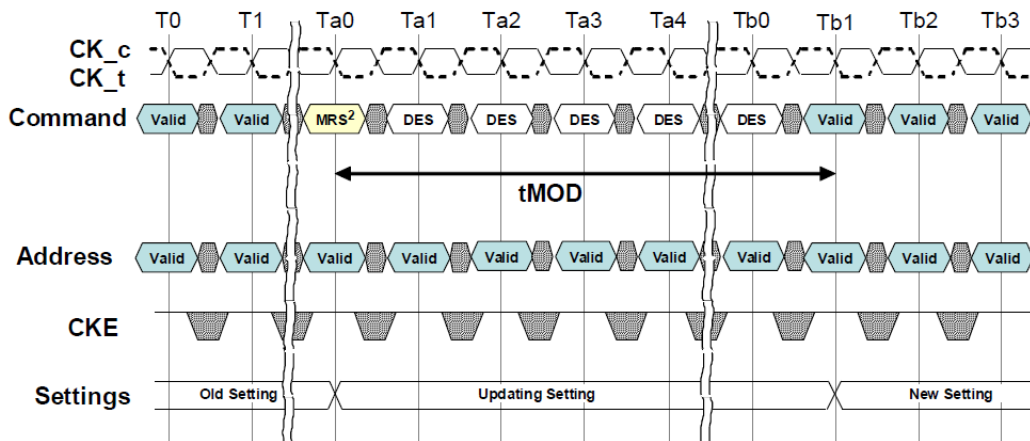 T0 T1 Ta0 Ta1 Ta2 Ta3 Ta4 Tb0 Tb1 Tb2 Tb3
CK_c
CK_t
Command Valid Valid MRS² DES DES DES DES DES Valid Valid Valid
tMOD
Address Valid Valid Valid Valid Valid Valid Valid Valid Valid Valid Valid
CKE
Settings Old Setting Updating Setting New Setting